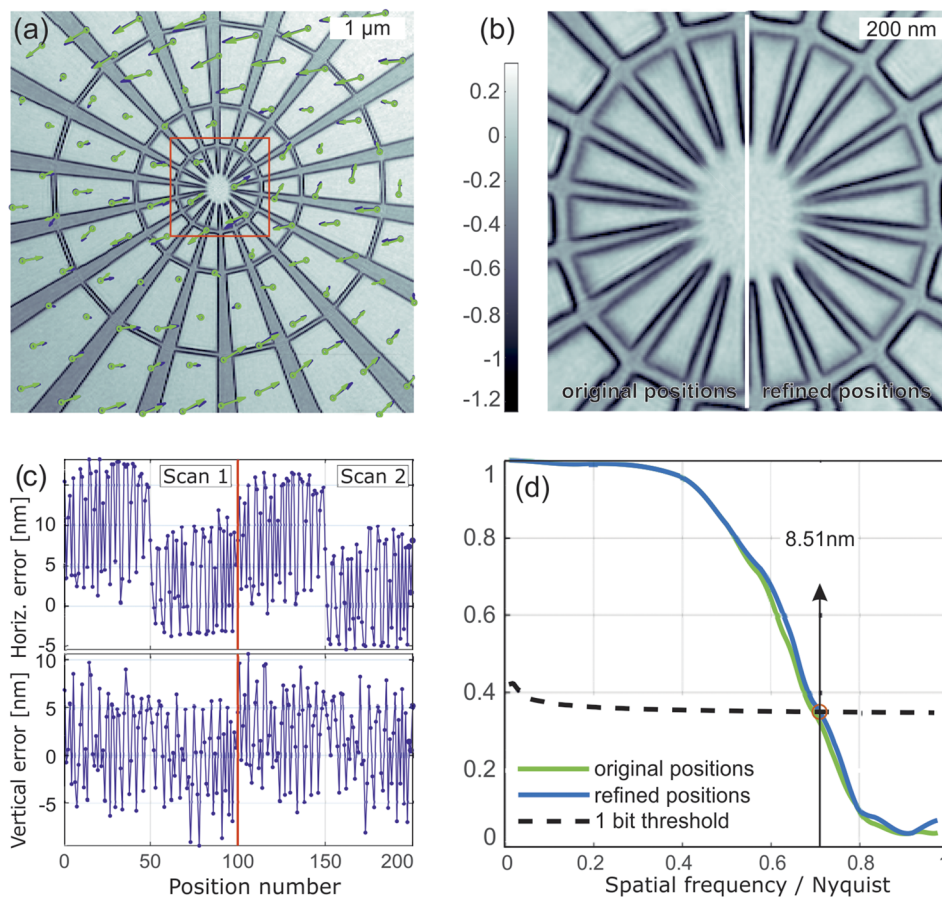 (a)
1 µm
(b)
200 nm
0.2
0
-0.2
-0.4
-0.6
-0.8
-1
-1.2
original positions
refined positions
(c)
Scan 1
Scan 2
Horiz. error [nm]
10
5
0
-5
Vertical error [nm]
10
5
0
-5
0
50
100
150
200
Position number
(d)
1
0.8
0.6
0.4
0.2
0
8.51nm
original positions
refined positions
1 bit threshold
0
0.2
0.4
0.6
0.8
1
Spatial frequency / Nyquist